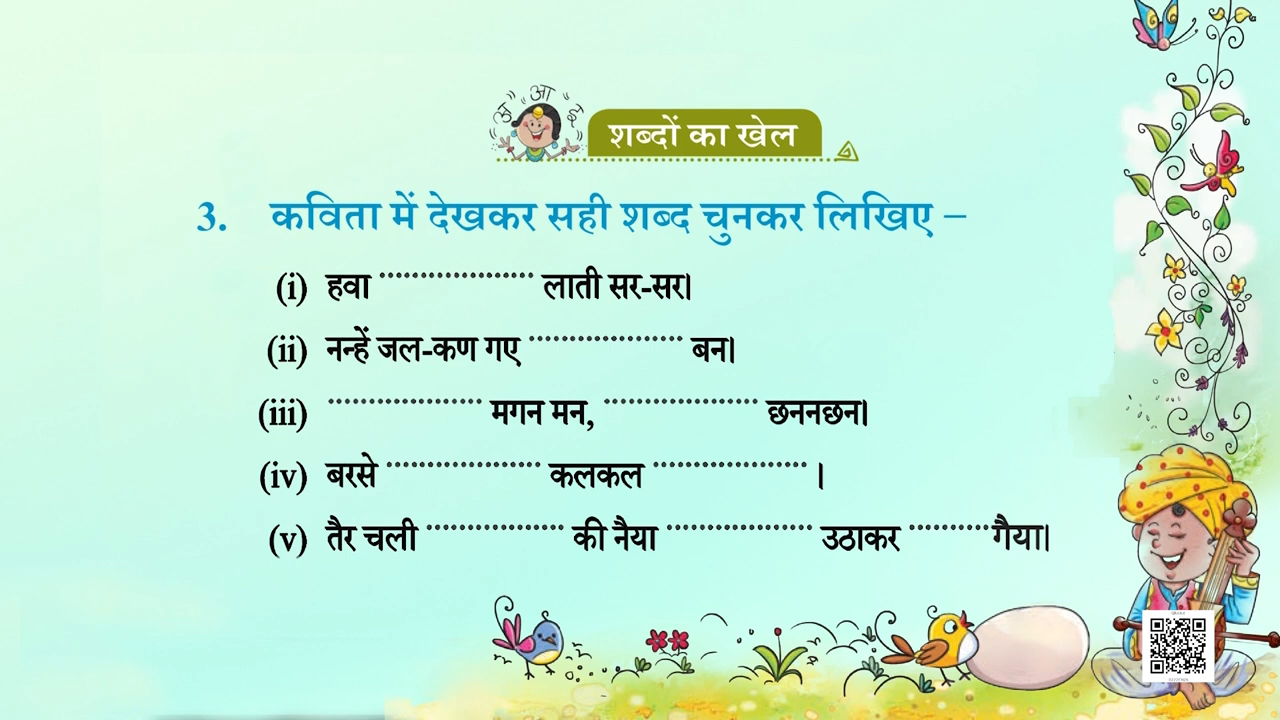 अ आ इ
शब्दों का खेल
3. कविता में देखकर सही शब्द चुनकर लिखिए –
(i) हवा ..................... लाती सर-सर।
(ii) नन्हें जल-कण गए ..................... बन।
(iii) ..................... मगन मन, ..................... छननछन।
(iv) बरसे ..................... कलकल ..................... ।
(v) तैर चली ................... की नैया .................... उठाकर ............गैया।